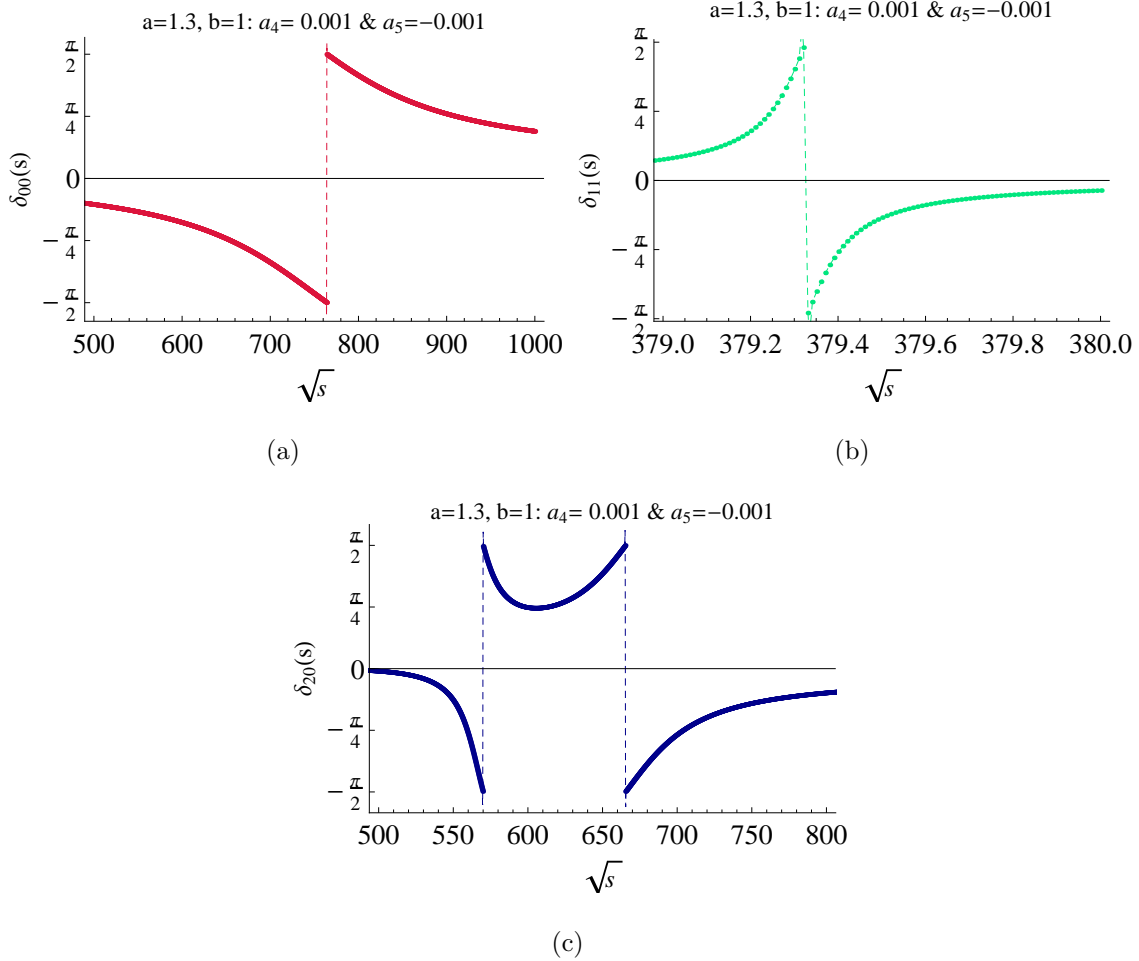 a=1.3, b=1: a₄= 0.001 & a₅=−0.001
π/2
π/4
0
−π/4
−π/2
δ₀₀(s)
500 600 700 800 900 1000
√s
(a)
a=1.3, b=1: a₄= 0.001 & a₅=−0.001
π/2
π/4
0
−π/4
−π/2
δ₁₁(s)
379.0 379.2 379.4 379.6 379.8 380.0
√s
(b)
a=1.3, b=1: a₄= 0.001 & a₅=−0.001
π/2
π/4
0
−π/4
−π/2
δ₂₀(s)
500 550 600 650 700 750 800
√s
(c)